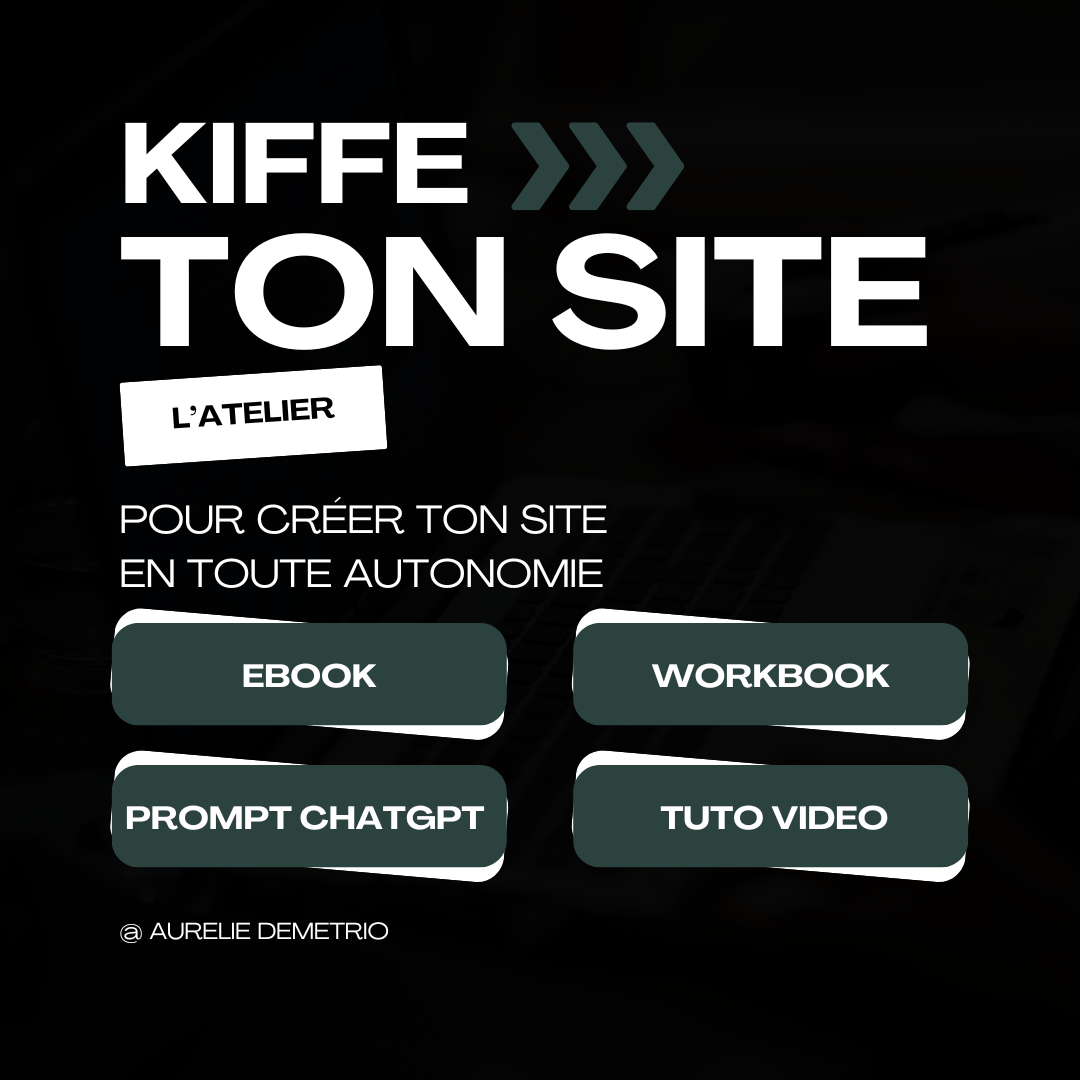 KIFFE
TON SITE
L’ATELIER
POUR CRÉER TON SITE
EN TOUTE AUTONOMIE
EBOOK
WORKBOOK
PROMPT CHATGPT
TUTO VIDEO
@ AURELIE DEMETRIO